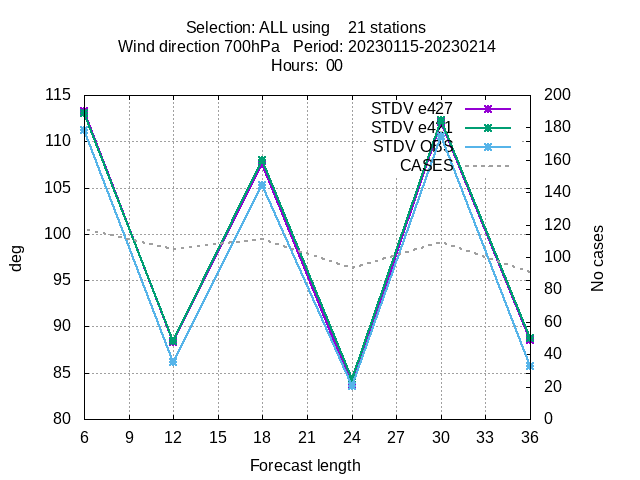 Selection: ALL using 21 stations
Wind direction 700hPa Period: 20230115-20230214
Hours: 00
115
110
105
100
95
90
85
80
deg
200
180
160
140
120
100
80
60
40
20
0
No cases
STDV e427
STDV e431
STDV OBS
CASES
6 9 12 15 18 21 24 27 30 33 36
Forecast length